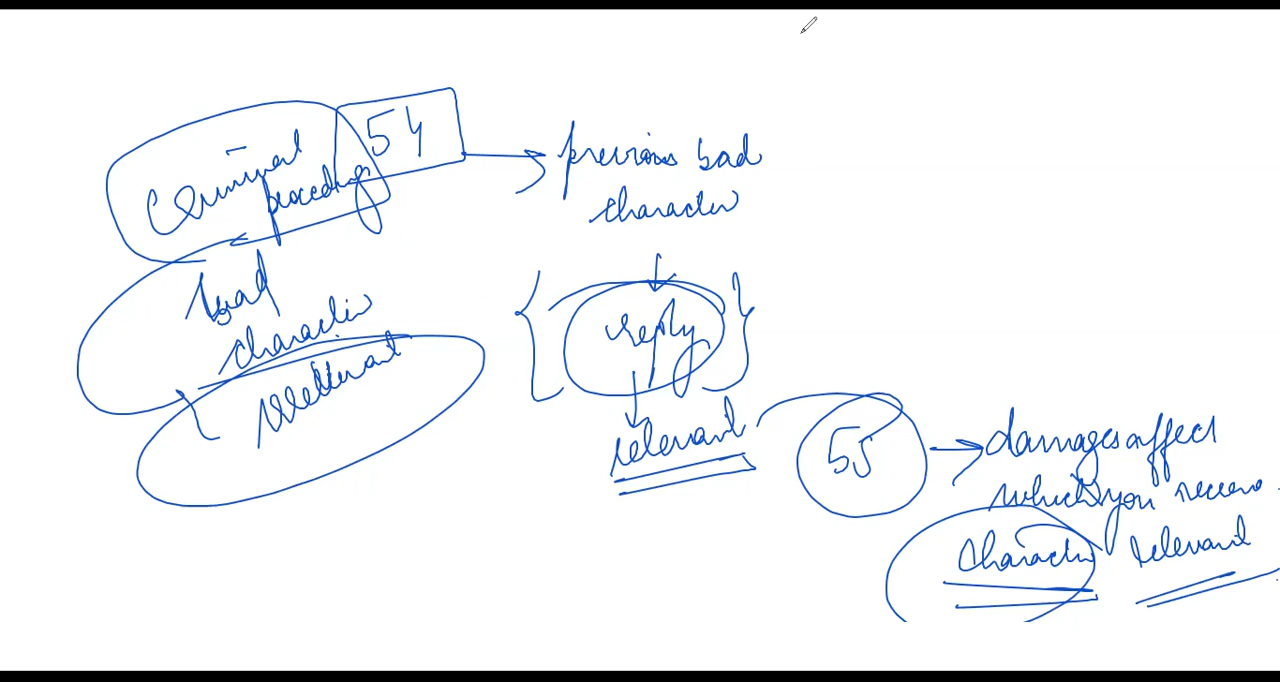 Criminal
proceedings
54
previous bad
character
bad
character
irrelevant
reply
relevant
55
damages affect
which you receive
character relevant